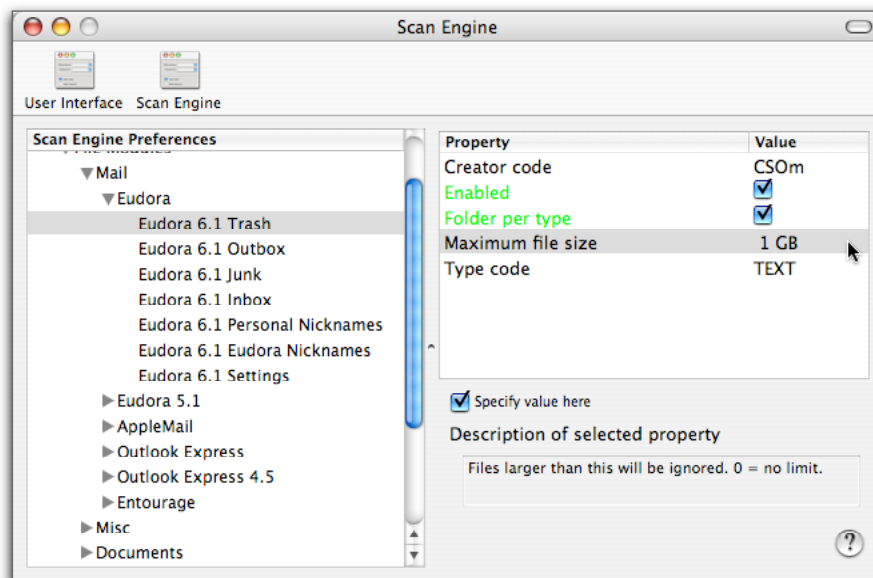 Scan Engine
User Interface Scan Engine
Scan Engine Preferences
Mail
Eudora
Eudora 6.1 Trash
Eudora 6.1 Outbox
Eudora 6.1 Junk
Eudora 6.1 Inbox
Eudora 6.1 Personal Nicknames
Eudora 6.1 Eudora Nicknames
Eudora 6.1 Settings
Eudora 5.1
AppleMail
Outlook Express
Outlook Express 4.5
Entourage
Misc
Documents
Property Value
Creator code CSOm
Enabled
Folder per type
Maximum file size 1 GB
Type code TEXT
Specify value here
Description of selected property
Files larger than this will be ignored. 0 = no limit.
?